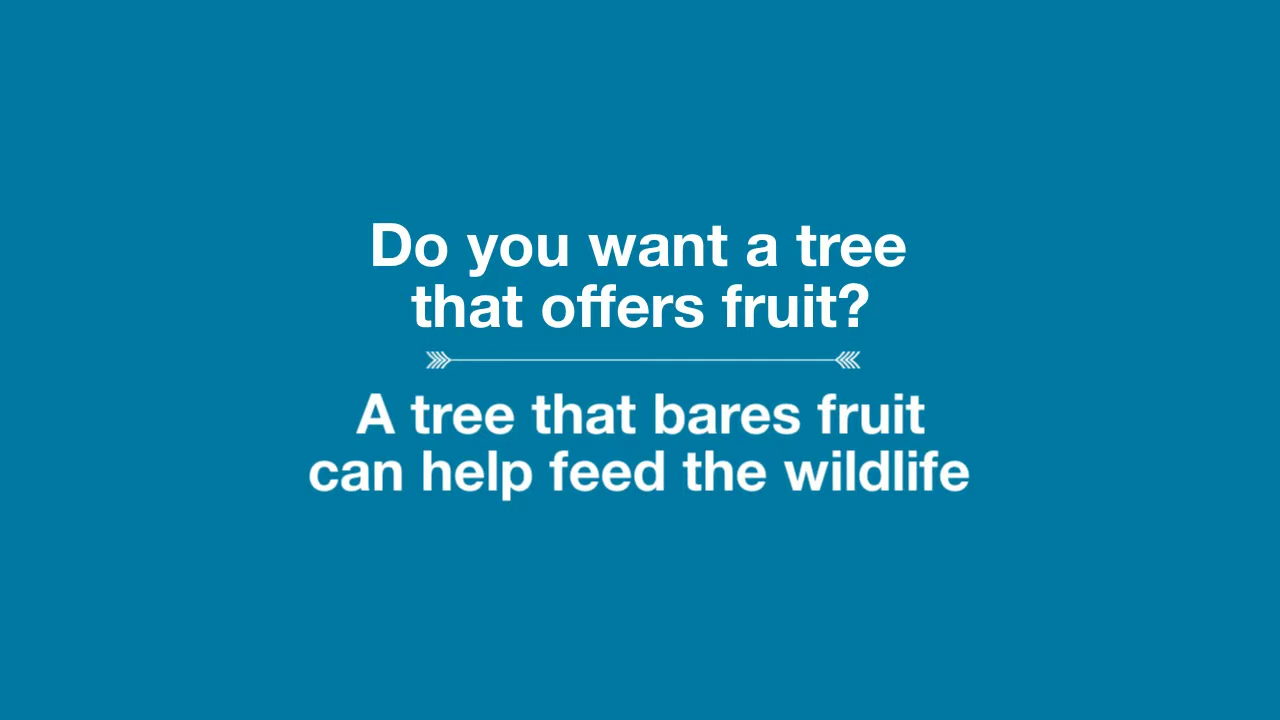 Do you want a tree
that offers fruit?
A tree that bares fruit
can help feed the wildlife